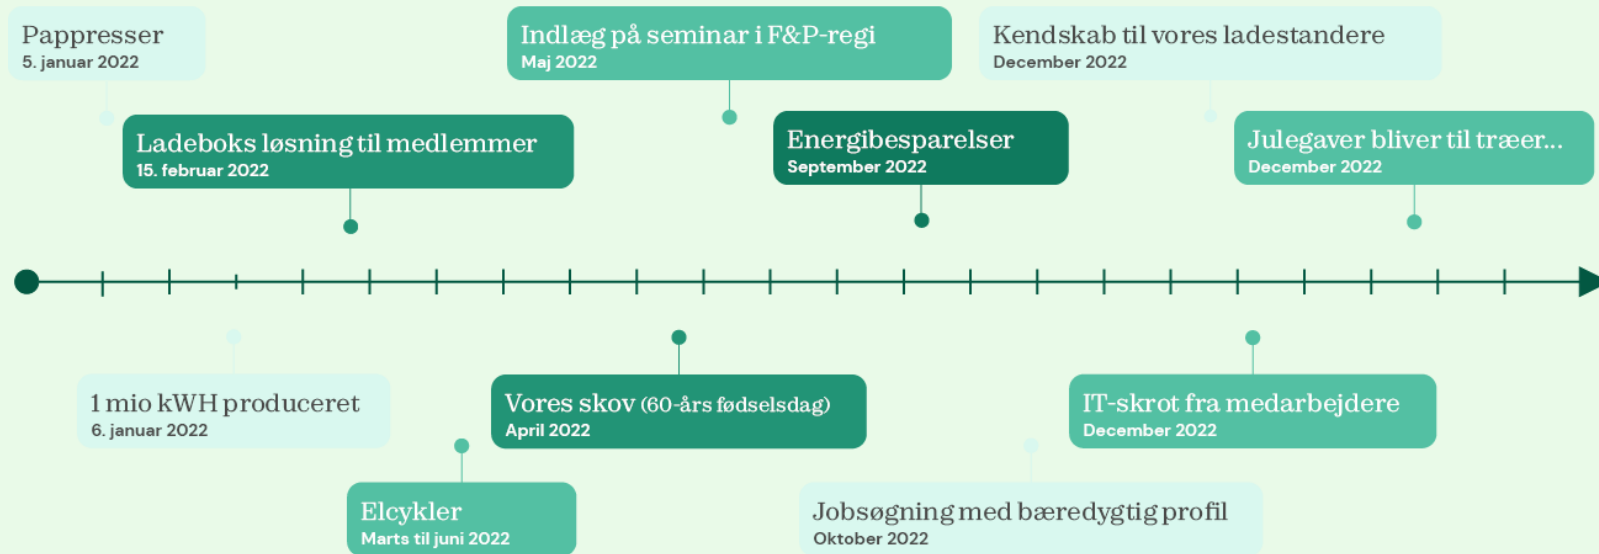 Pappresser
5. januar 2022
Indlæg på seminar i F&P-regi
Maj 2022
Kendskab til vores ladestandere
December 2022
Ladeboks løsning til medlemmer
15. februar 2022
Energibesparelser
September 2022
Julegaver bliver til træer...
December 2022
1 mio kWH produceret
6. januar 2022
Vores skov (60-års fødselsdag)
April 2022
IT-skrot fra medarbejdere
December 2022
Elcykler
Marts til juni 2022
Jobsøgning med bæredygtig profil
Oktober 2022